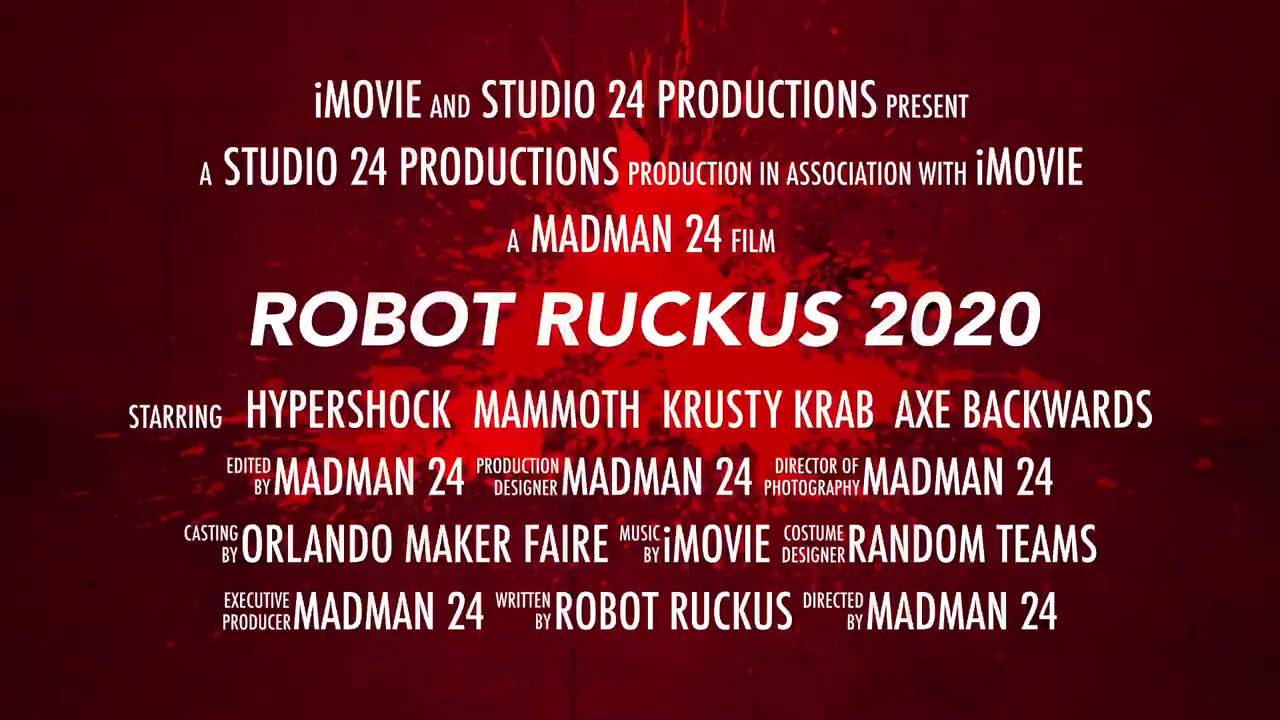 iMOVIE AND STUDIO 24 PRODUCTIONS PRESENT
A STUDIO 24 PRODUCTIONS PRODUCTION IN ASSOCIATION WITH iMOVIE
A MADMAN 24 FILM
ROBOT RUCKUS 2020
STARRING HYPERSHOCK MAMMOTH KRUSTY KRAB AXE BACKWARDS
EDITED BY MADMAN 24 PRODUCTION DESIGNER MADMAN 24 DIRECTOR OF PHOTOGRAPHY MADMAN 24
CASTING BY ORLANDO MAKER FAIRE MUSIC BY iMOVIE COSTUME DESIGNER RANDOM TEAMS
EXECUTIVE PRODUCER MADMAN 24 WRITTEN BY ROBOT RUCKUS DIRECTED BY MADMAN 24